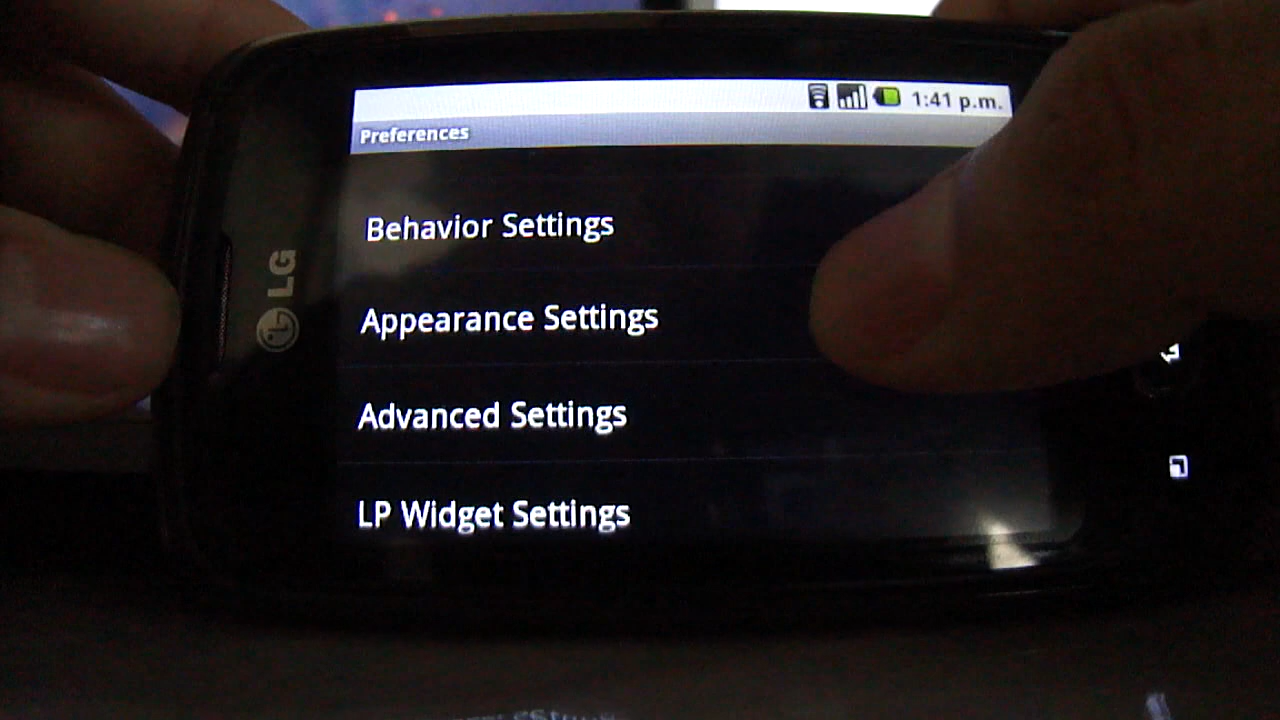 1:41 p.m.
Preferences
Behavior Settings
Appearance Settings
Advanced Settings
LP Widget Settings
LG